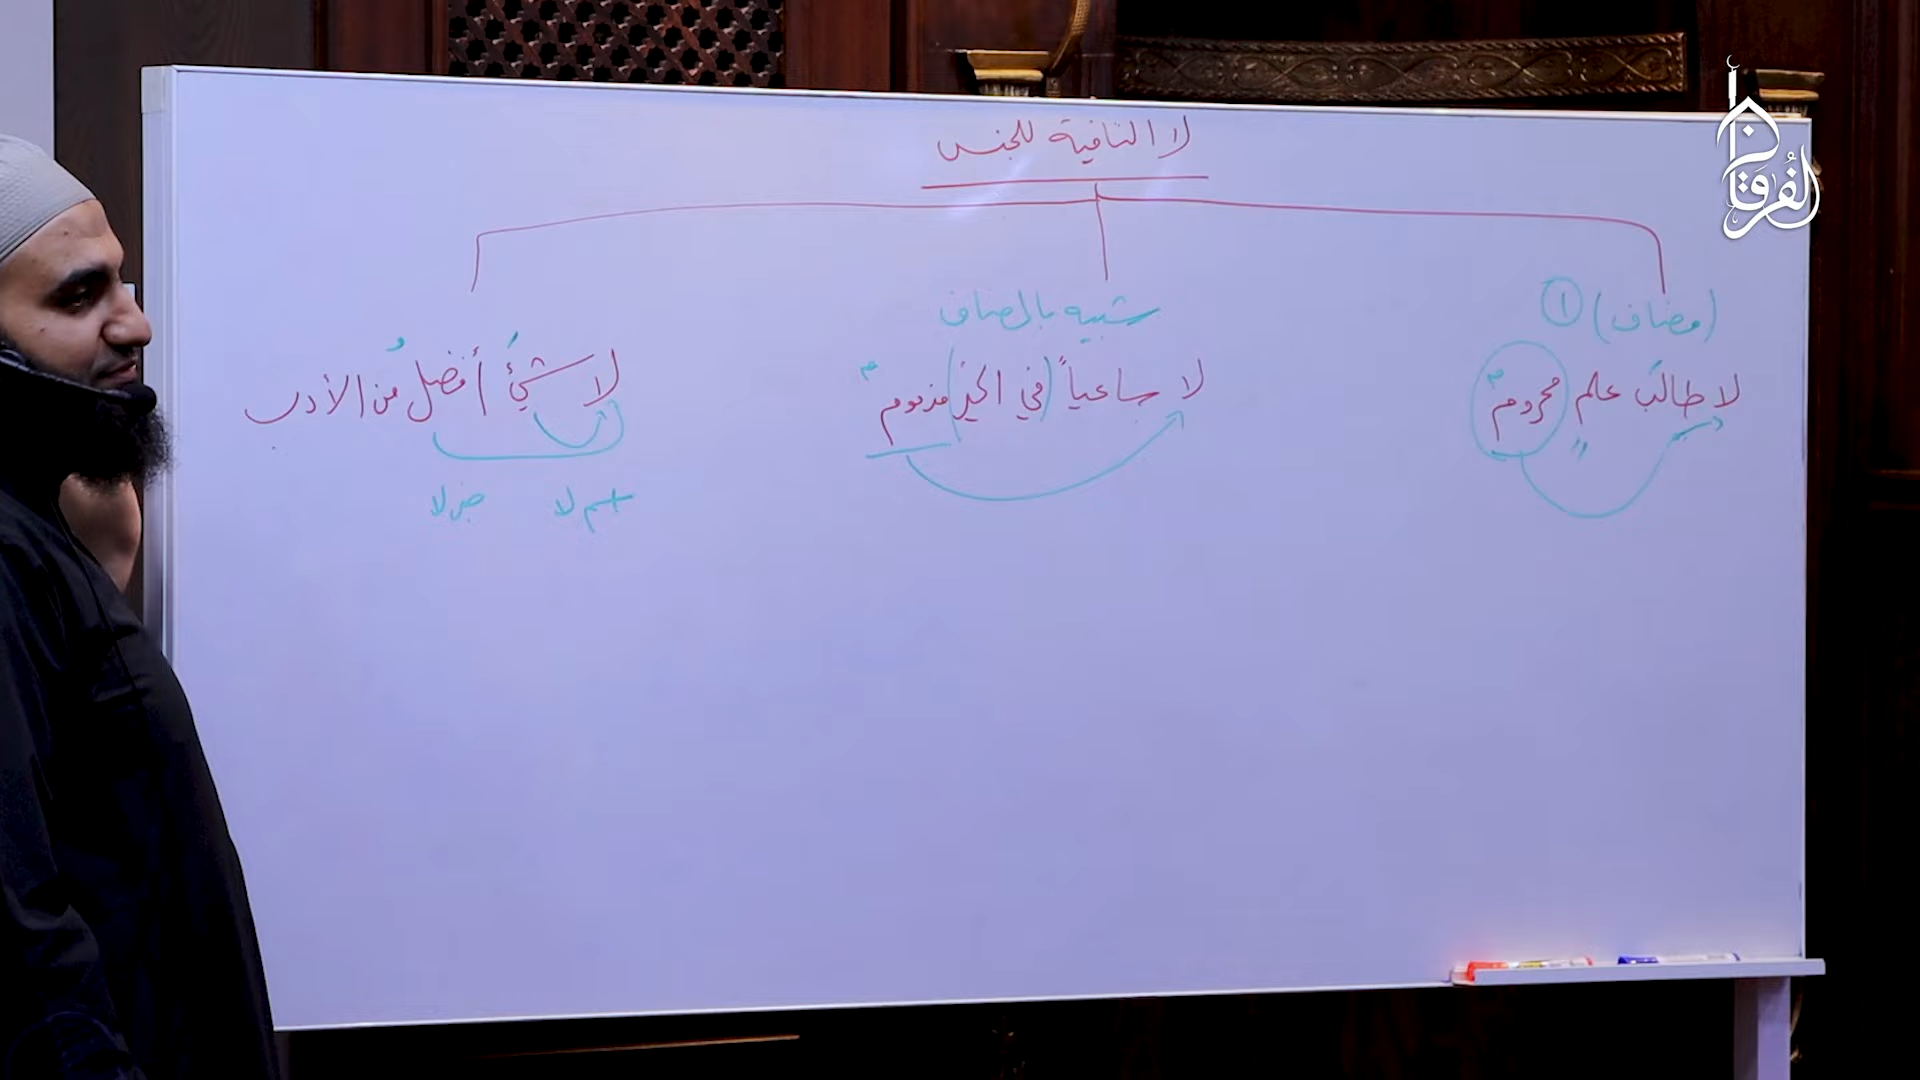 لا النافية للجنس
(مضاف) ١
لا طالبَ علمٍ محروم
شبيه بالمضاف
لا ساعياً (في الخير) مذموم
لا شيءَ أفضلُ من الأدب
اسم لا خبر لا
الفرقان